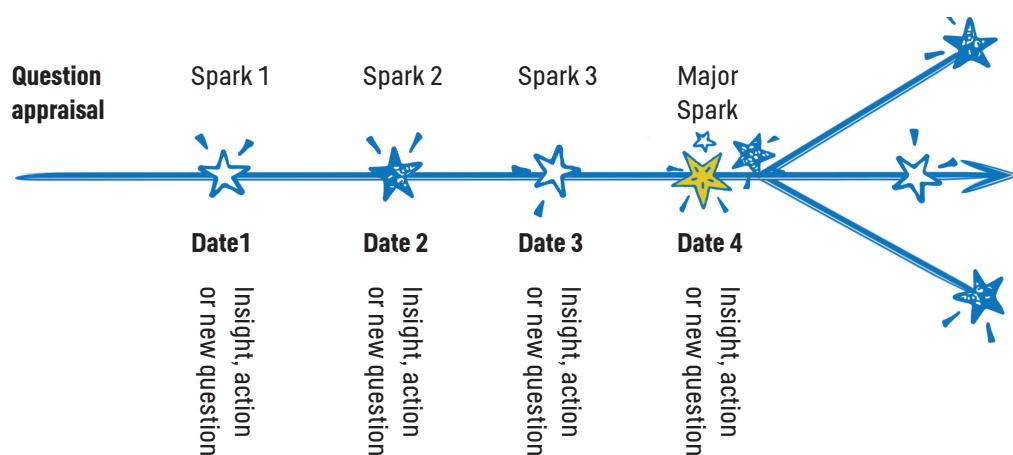 Question
appraisal
Spark 1
Spark 2
Spark 3
Major
Spark
Date1
Date 2
Date 3
Date 4
Insight, action
or new question
Insight, action
or new question
Insight, action
or new question
Insight, action
or new question